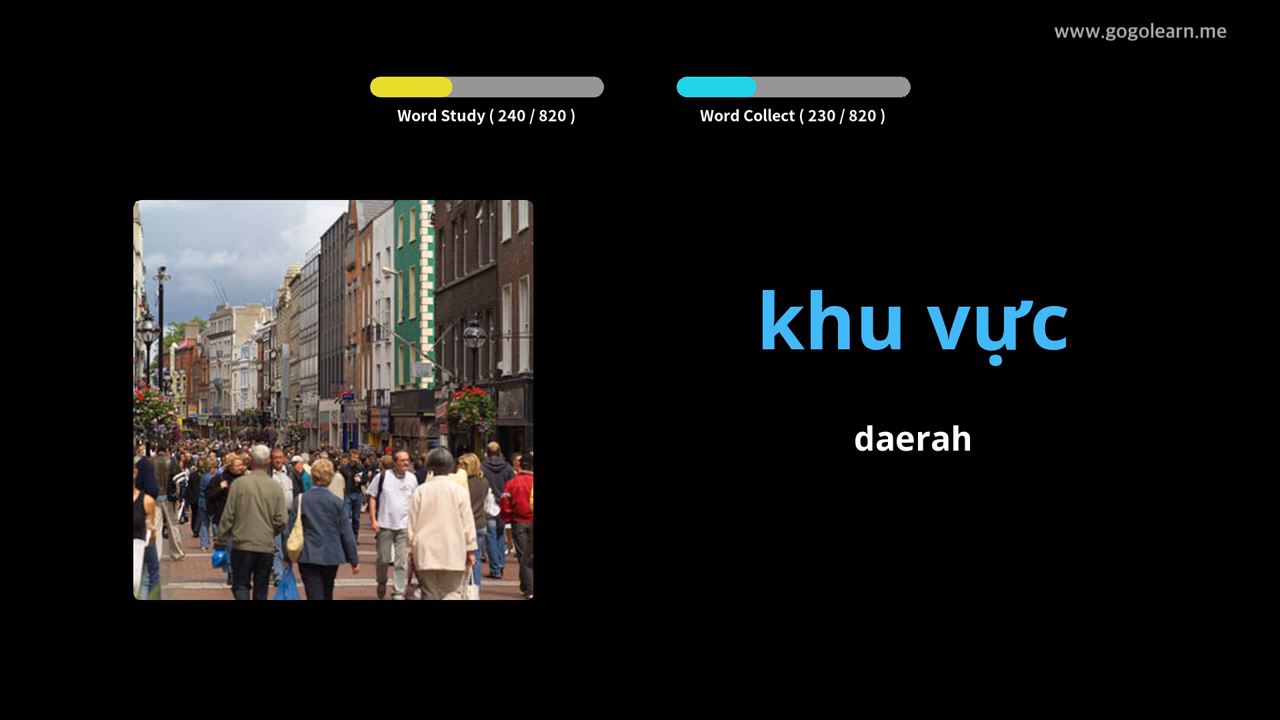 www.gogolearn.me
Word Study ( 240 / 820 )
Word Collect ( 230 / 820 )
khu vực
daerah